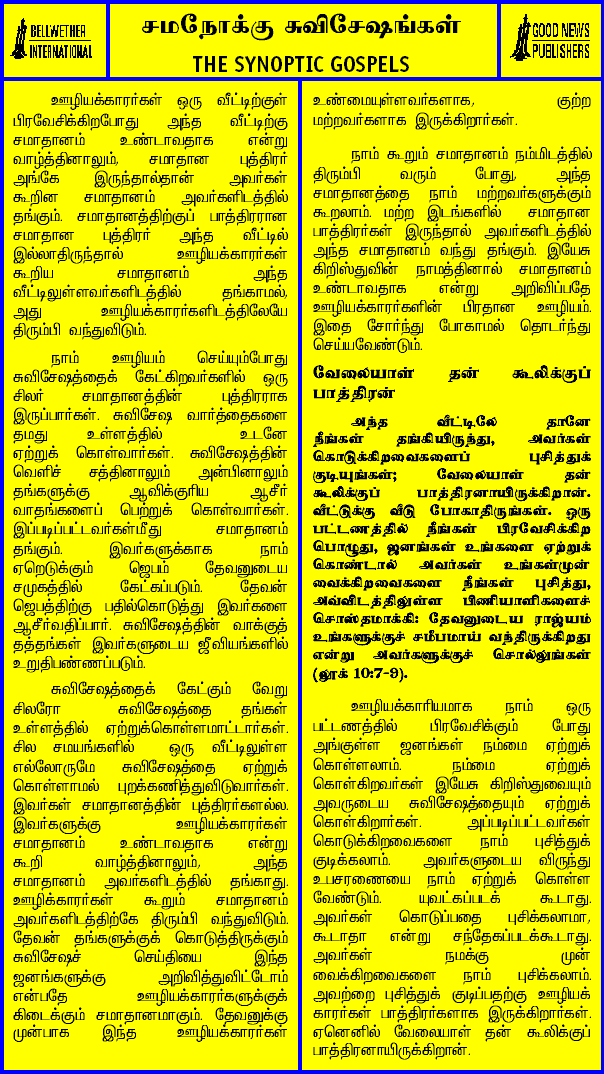 BELLWETHER
INTERNATIONAL
சமநோக்கு சுவிசேஷங்கள்
THE SYNOPTIC GOSPELS
GOOD NEWS
PUBLISHERS
ஊழியக்காரர்கள் ஒரு வீட்டிற்குள்
பிரவேசிக்கிறபோது அந்த வீட்டிற்கு
சமாதானம் உண்டாவதாக என்று
வாழ்த்தினாலும், சமாதான புத்திரர்
அங்கே இருந்தால்தான் அவர்கள்
கூறின சமாதானம் அவர்களிடத்தில்
தங்கும். சமாதானத்திற்குப் பாத்திரரான
சமாதான புத்திரர் அந்த வீட்டில்
இல்லாதிருந்தால் ஊழியக்காரர்கள்
கூறிய சமாதானம் அந்த
வீட்டிலுள்ளவர்களிடத்தில் தங்காமல்,
அது ஊழியக்காரர்களிடத்திலேயே
திரும்பி வந்துவிடும்.
நாம் ஊழியம் செய்யும்போது
சுவிசேஷத்தைக் கேட்கிறவர்களில் ஒரு
சிலர் சமாதானத்தின் புத்திரராக
இருப்பார்கள். சுவிசேஷ வார்த்தைகளை
தமது உள்ளத்தில் உடனே
ஏற்றுக் கொள்வார்கள். சுவிசேஷத்தின்
வெளிச் சத்தினாலும் அன்பினாலும்
தங்களுக்கு ஆவிக்குரிய ஆசீர்
வாதங்களைப் பெற்றுக் கொள்வார்கள்.
இப்படிப்பட்டவர்கள்மீது சமாதானம்
தங்கும். இவர்களுக்காக நாம்
ஏறெடுக்கும் ஜெபம் தேவனுடைய
சமுகத்தில் கேட்கப்படும். தேவன்
ஜெபத்திற்கு பதில்கொடுத்து இவர்களை
ஆசீர்வதிப்பார். சுவிசேஷத்தின் வாக்குத்
தத்தங்கள் இவர்களுடைய ஜீவியங்களில்
உறுதிபண்ணப்படும்.
சுவிசேஷத்தைக் கேட்கும் வேறு
சிலரோ சுவிசேஷத்தை தங்கள்
உள்ளத்தில் ஏற்றுக்கொள்ளமாட்டார்கள்.
சில சமயங்களில் ஒரு வீட்டிலுள்ள
எல்லோருமே சுவிசேஷத்தை ஏற்றுக்
கொள்ளாமல் புறக்கணித்துவிடுவார்கள்.
இவர்கள் சமாதானத்தின் புத்திரர்களல்ல.
இவர்களுக்கு ஊழியக்காரர்கள்
சமாதானம் உண்டாவதாக என்று
கூறி வாழ்த்தினாலும், அந்த
சமாதானம் அவர்களிடத்தில் தங்காது.
ஊழிக்காரர்கள் கூறும் சமாதானம்
அவர்களிடத்திற்கே திரும்பி வந்துவிடும்.
தேவன் தங்களுக்குக் கொடுத்திருக்கும்
சுவிசேஷச் செய்தியை இந்த
ஜனங்களுக்கு அறிவித்துவிட்டோம்
என்பதே ஊழியக்காரர்களுக்குக்
கிடைக்கும் சமாதானமாகும். தேவனுக்கு
முன்பாக இந்த ஊழியக்காரர்கள்
உண்மையுள்ளவர்களாக, குற்ற
மற்றவர்களாக இருக்கிறார்கள்.
நாம் கூறும் சமாதானம் நம்மிடத்தில்
திரும்பி வரும் போது, அந்த
சமாதானத்தை நாம் மற்றவர்களுக்கும்
கூறலாம். மற்ற இடங்களில் சமாதான
பாத்திரர்கள் இருந்தால் அவர்களிடத்தில்
அந்த சமாதானம் வந்து தங்கும். இயேசு
கிறிஸ்துவின் நாமத்தினால் சமாதானம்
உண்டாவதாக என்று அறிவிப்பதே
ஊழியக்காரர்களின் பிரதான ஊழியம்.
இதை சோர்ந்து போகாமல் தொடர்ந்து
செய்யவேண்டும்.
வேலையாள் தன் கூலிக்குப்
பாத்திரன்
அந்த வீட்டிலே தானே
நீங்கள் தங்கியிருந்து, அவர்கள்
கொடுக்கிறவைகளைப் புசித்துக்
குடியுங்கள்; வேலையாள் தன்
கூலிக்குப் பாத்திரனாயிருக்கிறான்.
வீட்டுக்கு வீடு போகாதிருங்கள். ஒரு
பட்டணத்தில் நீங்கள் பிரவேசிக்கிற
பொழுது, ஜனங்கள் உங்களை ஏற்றுக்
கொண்டால் அவர்கள் உங்கள்முன்
வைக்கிறவைகளை நீங்கள் புசித்து,
அவ்விடத்திலுள்ள பிணியாளிகளைச்
சொஸ்தமாக்கி: தேவனுடைய ராஜ்யம்
உங்களுக்குச் சமீபமாய் வந்திருக்கிறது
என்று அவர்களுக்குச் சொல்லுங்கள்
(லூக் 10:7-9).
ஊழியக்காரியமாக நாம் ஒரு
பட்டணத்தில் பிரவேசிக்கும் போது
அங்குள்ள ஜனங்கள் நம்மை ஏற்றுக்
கொள்ளலாம். நம்மை ஏற்றுக்
கொள்கிறவர்கள் இயேசு கிறிஸ்துவையும்
அவருடைய சுவிசேஷத்தையும் ஏற்றுக்
கொள்கிறார்கள். அப்படிப்பட்டவர்கள்
கொடுக்கிறவைகளை நாம் புசித்துக்
குடிக்கலாம். அவர்களுடைய விருந்து
உபசரணையை நாம் ஏற்றுக் கொள்ள
வேண்டும். யுவட்கப்படக் கூடாது.
அவர்கள் கொடுப்பதை புசிக்கலாமா,
கூடாதா என்று சந்தேகப்படக்கூடாது.
அவர்கள் நமக்கு முன்
வைக்கிறவைகளை நாம் புசிக்கலாம்.
அவற்றை புசித்துக் குடிப்பதற்கு ஊழியக்
காரர்கள் பாத்திரர்களாக இருக்கிறார்கள்.
ஏனெனில் வேலையாள் தன் கூலிக்குப்
பாத்திரனாயிருக்கிறான்.